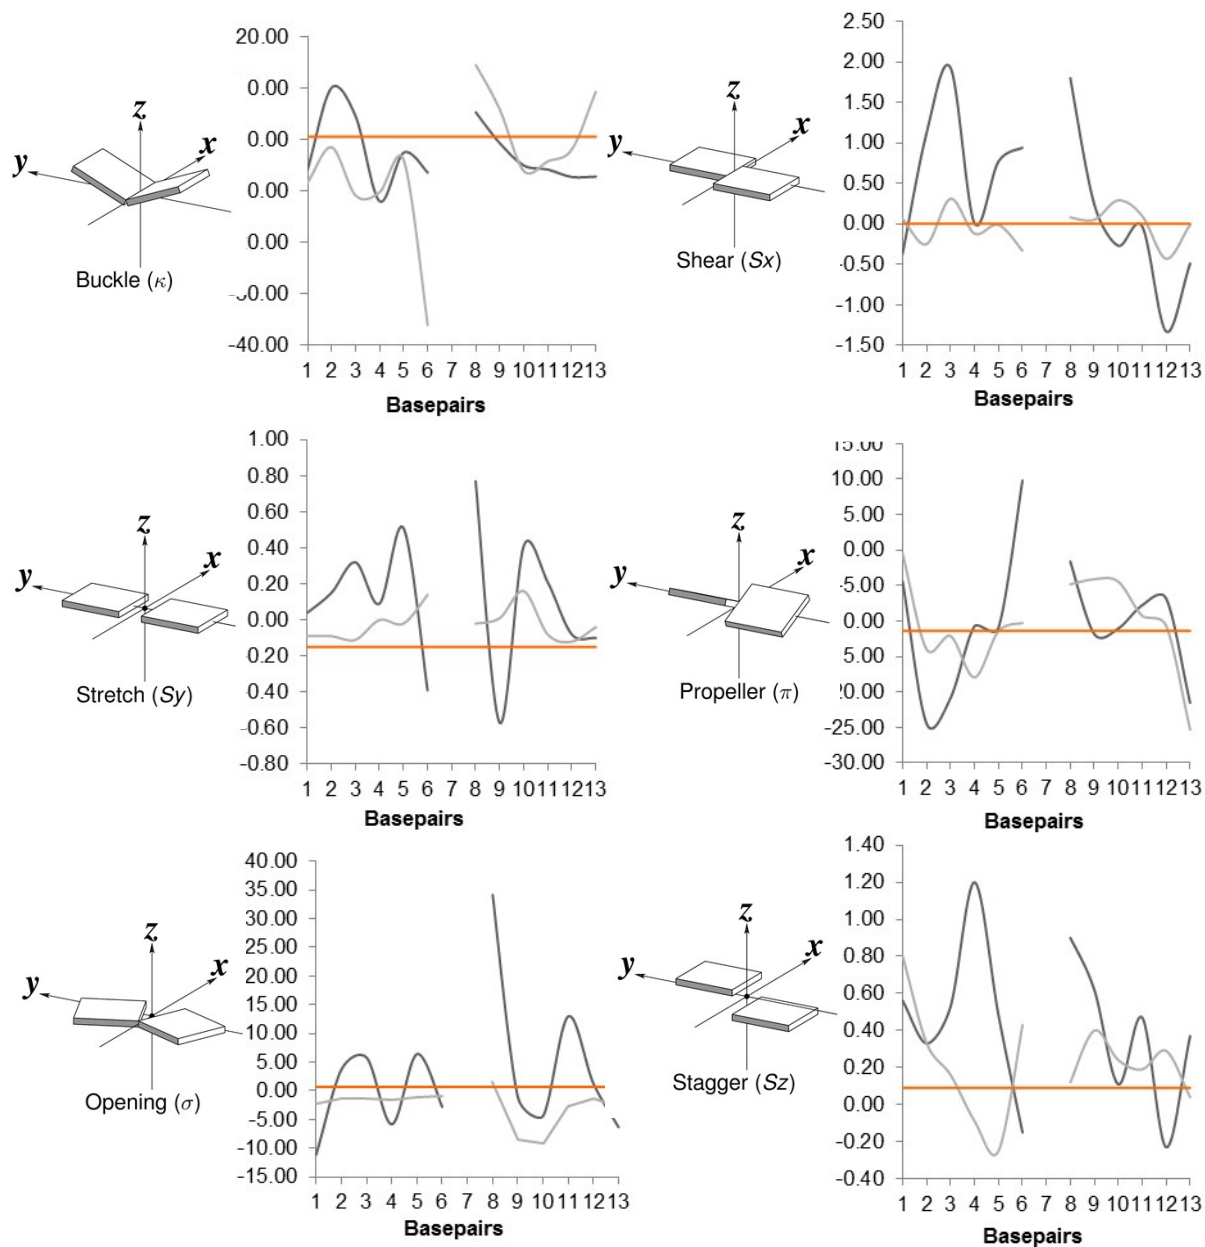 20.00
0.00
0.00
0.00
0.00
0.00
-40.00
1 2 3 4 5 6 7 8 9 10 11 12 13
Basepairs
z
y
x
Buckle (κ)
2.50
2.00
1.50
1.00
0.50
0.00
-0.50
-1.00
-1.50
1 2 3 4 5 6 7 8 9 10 11 12 13
Basepairs
z
y
x
Shear (Sx)
1.00
0.80
0.60
0.40
0.20
0.00
0.20
-0.40
-0.60
-0.80
1 2 3 4 5 6 7 8 9 10 11 12 13
Basepairs
z
y
x
Stretch (Sy)
15.00
10.00
5.00
0.00
-5.00
0.00
5.00
20.00
-25.00
-30.00
1 2 3 4 5 6 7 8 9 10 11 12 13
Basepairs
z
y
x
Propeller (π)
40.00
35.00
30.00
25.00
20.00
15.00
10.00
5.00
0.00
-5.00
-10.00
-15.00
1 2 3 4 5 6 7 8 9 10 11 12 13
Basepairs
z
y
x
Opening (σ)
1.40
1.20
1.00
0.80
0.60
0.40
0.20
0.00
-0.20
-0.40
1 2 3 4 5 6 7 8 9 10 11 12 13
Basepairs
z
y
x
Stagger (Sz)